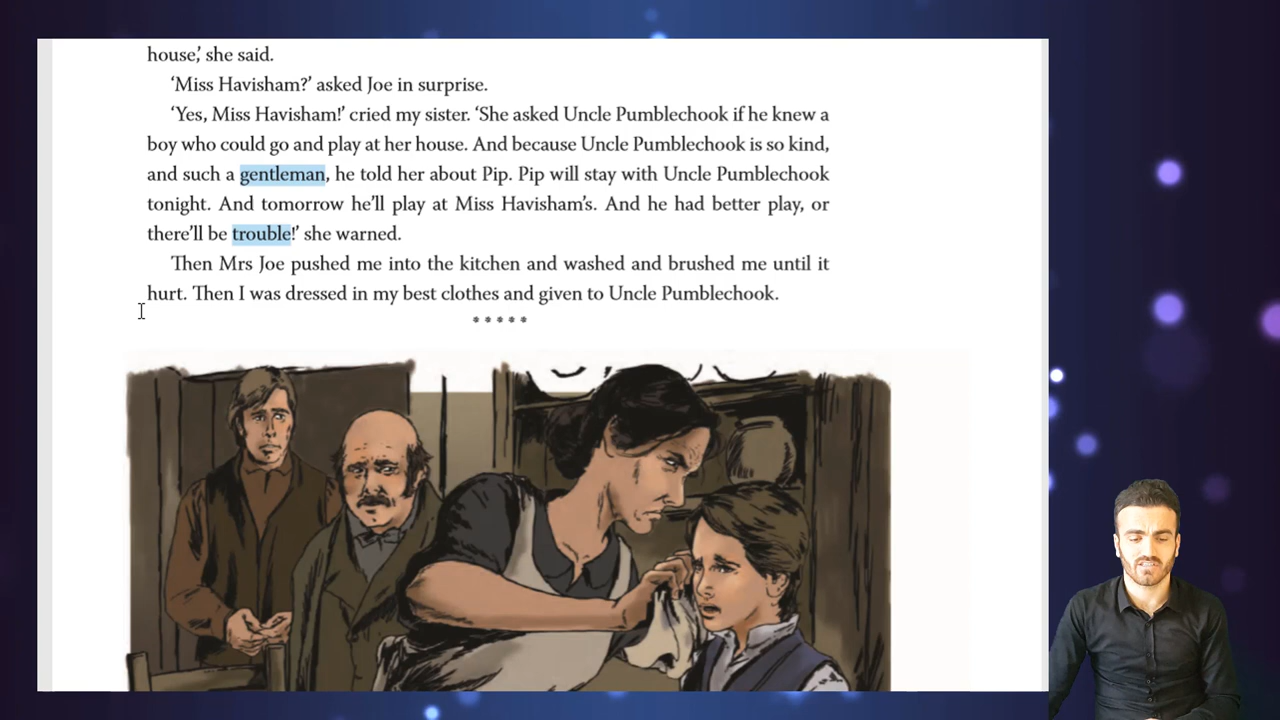 house,’ she said.
‘Miss Havisham?’ asked Joe in surprise.
‘Yes, Miss Havisham!’ cried my sister. ‘She asked Uncle Pumblechook if he knew a
boy who could go and play at her house. And because Uncle Pumblechook is so kind,
and such a gentleman, he told her about Pip. Pip will stay with Uncle Pumblechook
tonight. And tomorrow he’ll play at Miss Havisham’s. And he had better play, or
there’ll be trouble!’ she warned.
Then Mrs Joe pushed me into the kitchen and washed and brushed me until it
hurt. Then I was dressed in my best clothes and given to Uncle Pumblechook.
* * * * *